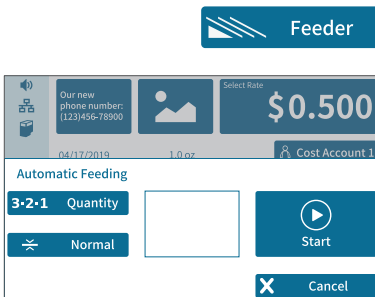 Feeder
Our new
phone number:
(123)456-78900
Select Rate
$0.500
04/17/2019
1.0 oz
Cost Account 1
Automatic Feeding
3-2-1 Quantity
Normal
Start
Cancel